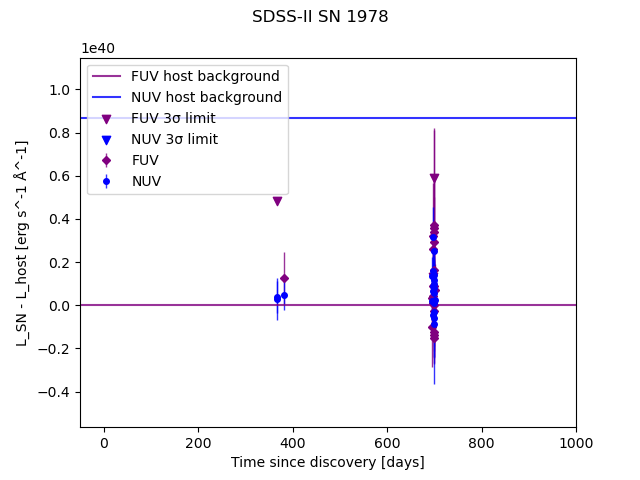 SDSS-II SN 1978
1e40
FUV host background
NUV host background
FUV 3σ limit
NUV 3σ limit
FUV
NUV
L_SN - L_host [erg s^-1 Å^-1]
1.0
0.8
0.6
0.4
0.2
0.0
−0.2
−0.4
0
200
400
600
800
1000
Time since discovery [days]